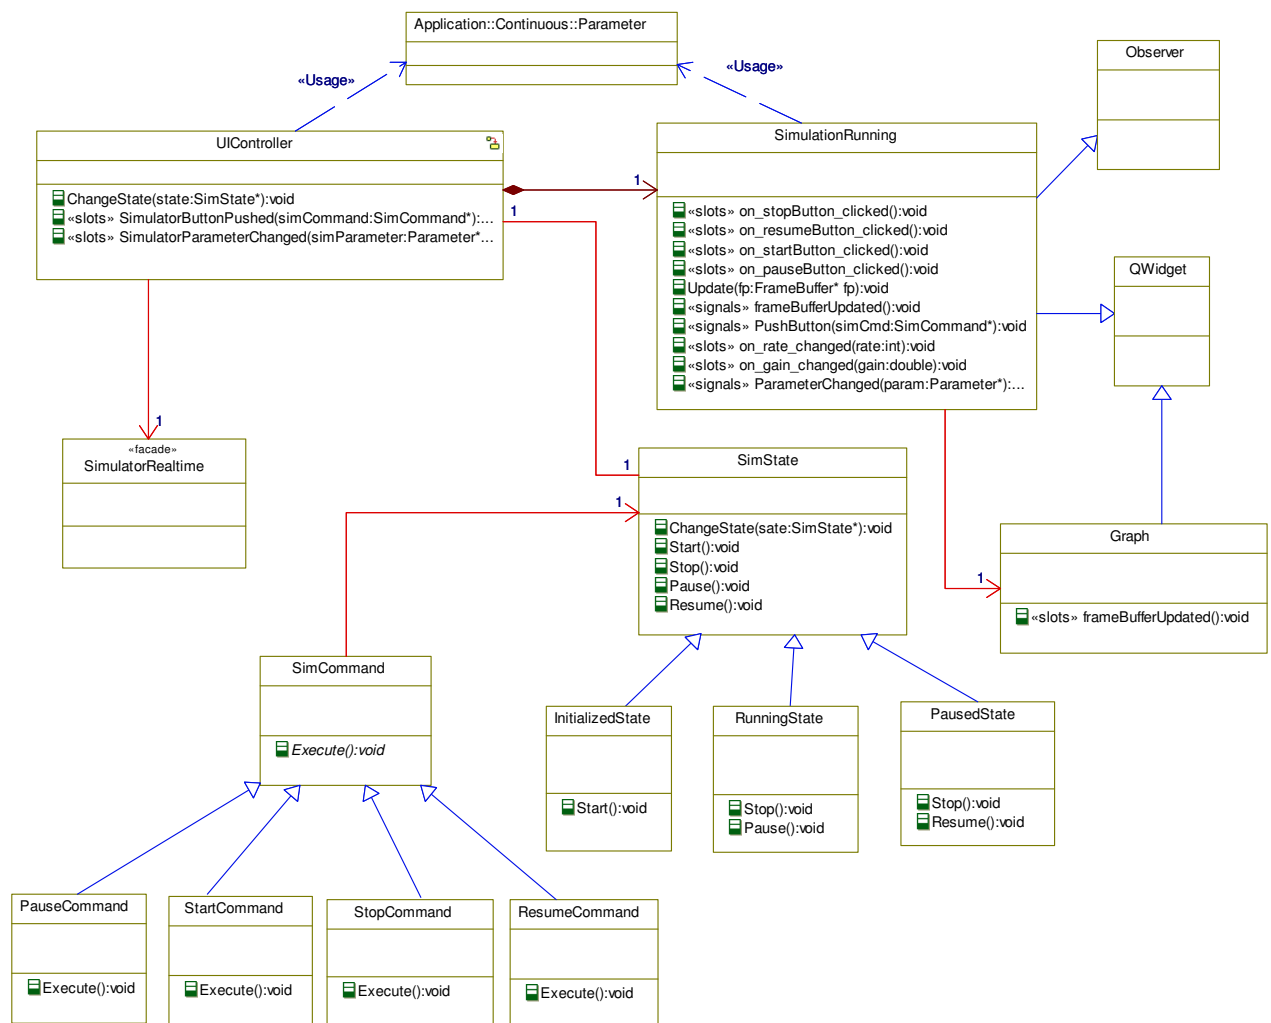 Application::Continuous::Parameter
«Usage»
«Usage»
Observer
UIController
ChangeState(state:SimState*):void
«slots» SimulatorButtonPushed(simCommand:SimCommand*):...
«slots» SimulatorParameterChanged(simParameter:Parameter*...
1
1
SimulationRunning
«slots» on_stopButton_clicked():void
«slots» on_resumeButton_clicked():void
«slots» on_startButton_clicked():void
«slots» on_pauseButton_clicked():void
Update(fp:FrameBuffer* fp):void
«signals» frameBufferUpdated():void
«signals» PushButton(simCmd:SimCommand*):void
«slots» on_rate_changed(rate:int):void
«slots» on_gain_changed(gain:double):void
«signals» ParameterChanged(param:Parameter*):...
QWidget
1
«facade»
SimulatorRealtime
1
1
SimState
ChangeState(sate:SimState*):void
Start():void
Stop():void
Pause():void
Resume():void
1
Graph
«slots» frameBufferUpdated():void
SimCommand
Execute():void
InitializedState
Start():void
RunningState
Stop():void
Pause():void
PausedState
Stop():void
Resume():void
PauseCommand
Execute():void
StartCommand
Execute():void
StopCommand
Execute():void
ResumeCommand
Execute():void